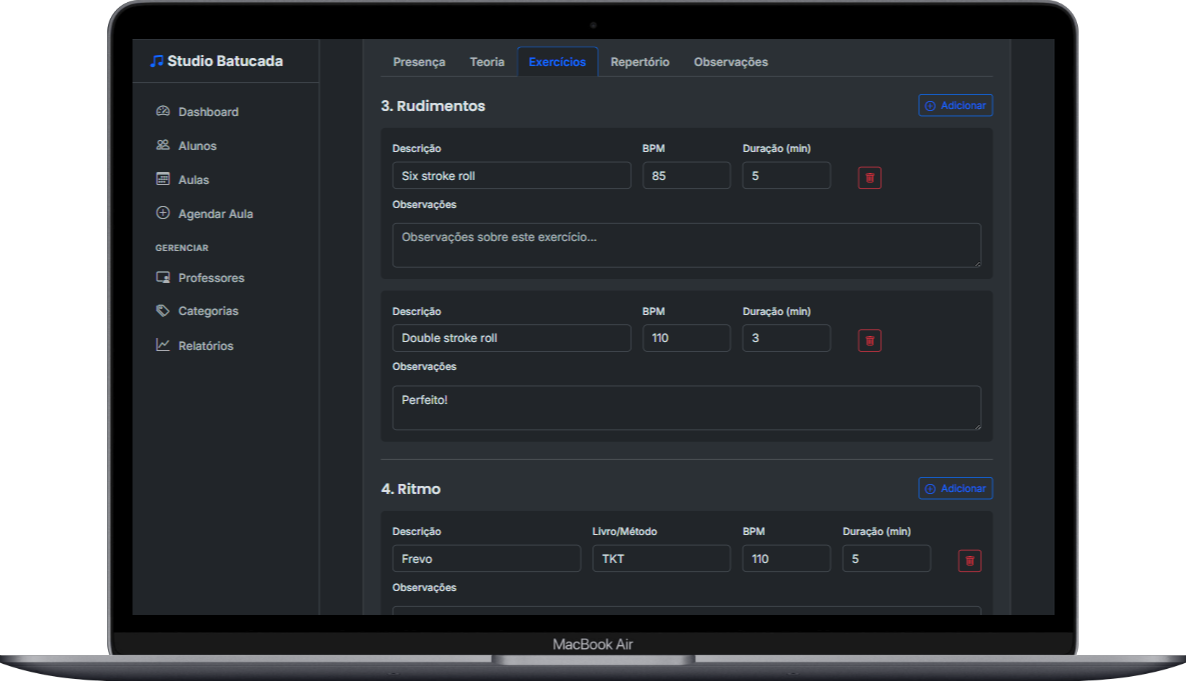 Studio Batucada
Dashboard
Alunos
Aulas
Agendar Aula
GERENCIAR
Professores
Categorias
Relatórios
Presença Teoria Exercícios Repertório Observações
3. Rudimentos Adicionar
Descrição BPM Duração (min)
Six stroke roll 85 5
Observações
Observações sobre este exercício...
Descrição BPM Duração (min)
Double stroke roll 110 3
Observações
Perfeito!
4. Ritmo Adicionar
Descrição Livro/Método BPM Duração (min)
Frevo TKT 110 5
Observações
MacBook Air